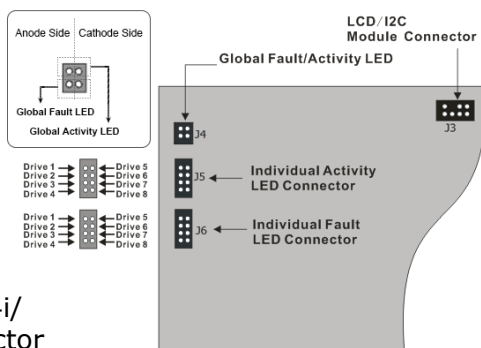 Anode Side
Cathode Side
Global Fault LED
Global Activity LED
LCD/I2C
Module Connector
Global Fault/Activity LED
J3
J4
Drive 1
Drive 2
Drive 3
Drive 4
Drive 5
Drive 6
Drive 7
Drive 8
J5
Individual Activity
LED Connector
Drive 1
Drive 2
Drive 3
Drive 4
Drive 5
Drive 6
Drive 7
Drive 8
J6
Individual Fault
LED Connector
i/
ctor